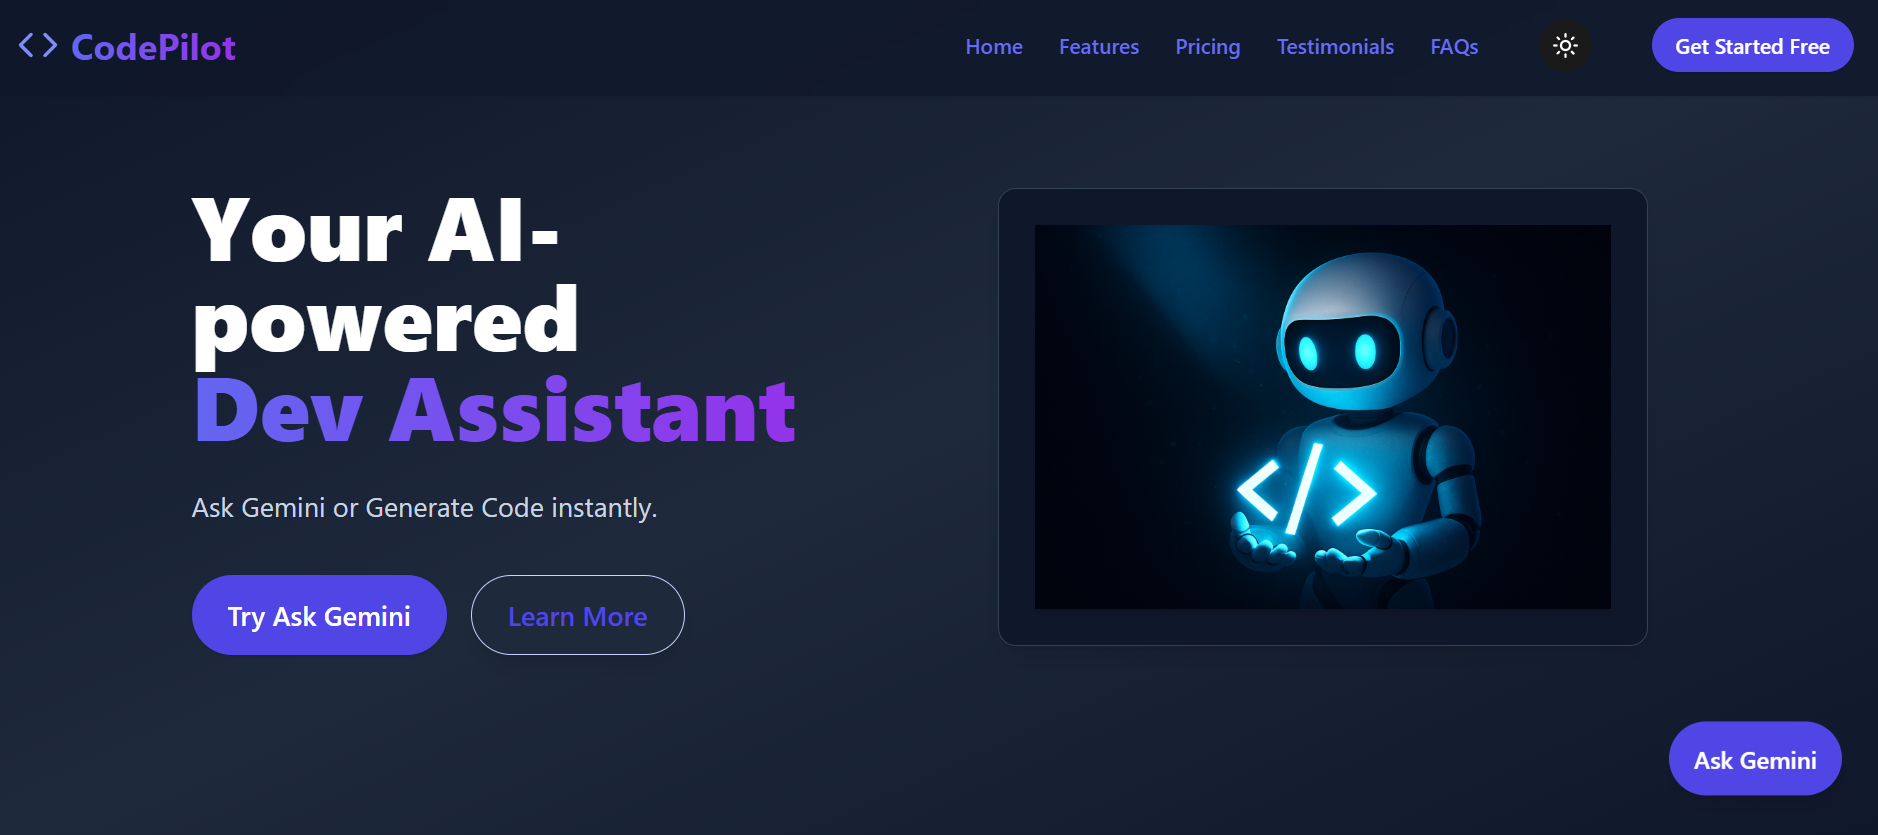 CodePilot
Home Features Pricing Testimonials FAQs Get Started Free
Your AI-
powered
Dev Assistant
Ask Gemini or Generate Code instantly.
Try Ask Gemini Learn More
</>
Ask Gemini